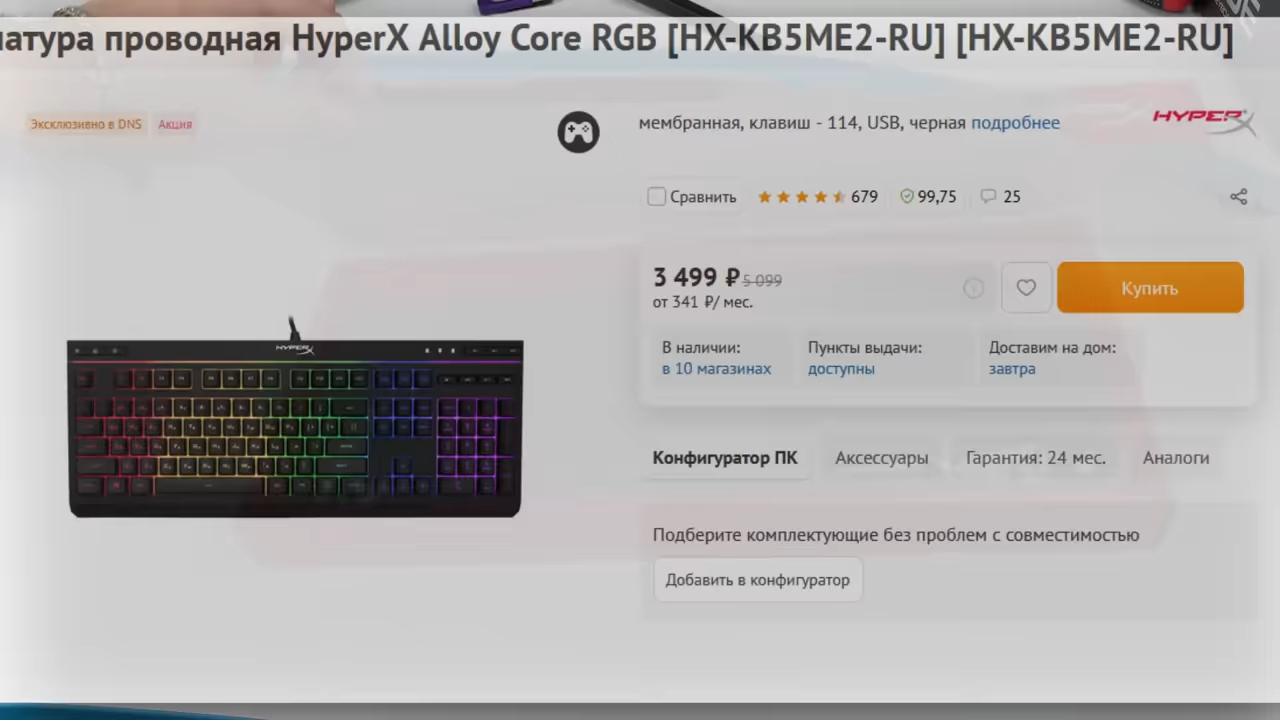 натура проводная HyperX Alloy Core RGB [HX-KB5ME2-RU] [HX-KB5ME2-RU]
Эксклюзивно в DNS Акция
мембранная, клавиш - 114, USB, черная подробнее
HYPERX
Сравнить 679 99,75 25
3 499 ₽ 5 099
от 341 ₽/ мес.
Купить
В наличии:
в 10 магазинах
Пункты выдачи:
доступны
Доставим на дом:
завтра
HYPERX
Конфигуратор ПК Аксессуары Гарантия: 24 мес. Аналоги
Подберите комплектующие без проблем с совместимостью
Добавить в конфигуратор